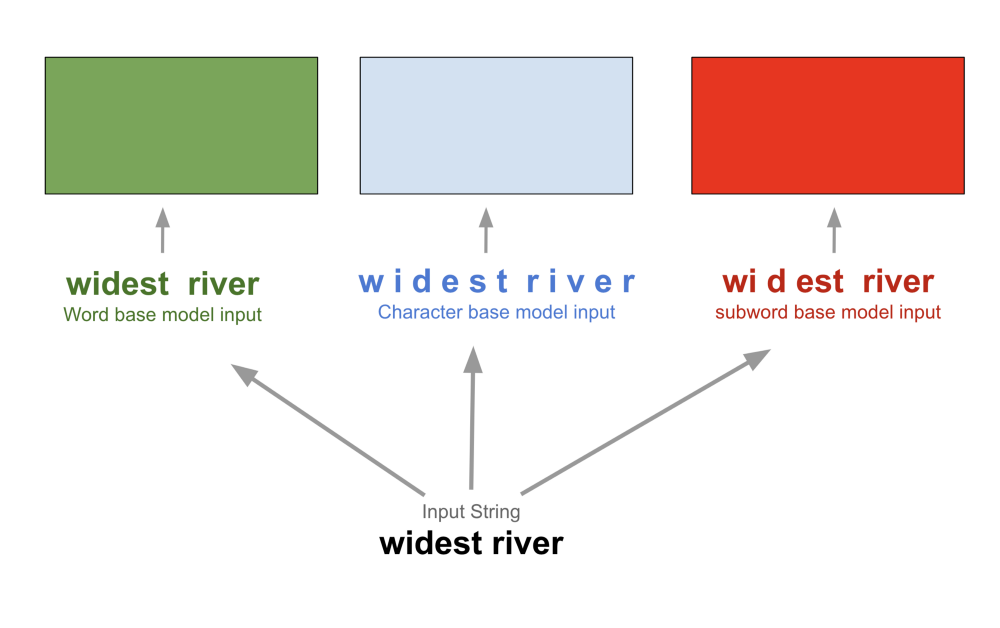 widest river
Word base model input
w i d e s t r i v e r
Character base model input
wi d est river
subword base model input
Input String
widest river